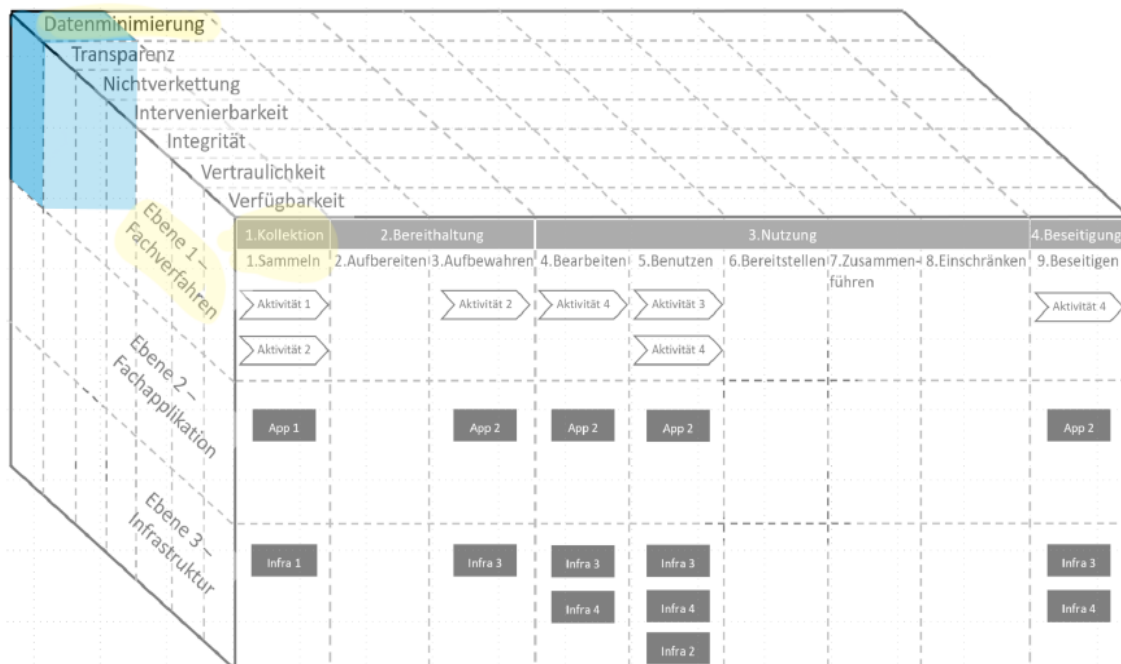 Datenminimierung
Transparenz
Nichtverkettung
Intervenierbarkeit
Integrität
Vertraulichkeit
Verfügbarkeit
Ebene 1 –
Fachverfahren
Ebene 2 –
Fachapplikation
Ebene 3 –
Infrastruktur
1.Kollektion 2.Bereithaltung 3.Nutzung 4.Beseitigung
1.Sammeln 2.Aufbereiten 3.Aufbewahren 4.Bearbeiten 5.Benutzen 6.Bereitstellen 7.Zusammen- 8.Einschränken 9.Beseitigen
führen
Aktivität 1 Aktivität 2 Aktivität 4 Aktivität 3 Aktivität 4
Aktivität 2 Aktivität 4
App 1 App 2 App 2 App 2 App 2
Infra 1 Infra 3 Infra 3 Infra 3 Infra 3
Infra 4 Infra 4 Infra 4
Infra 2